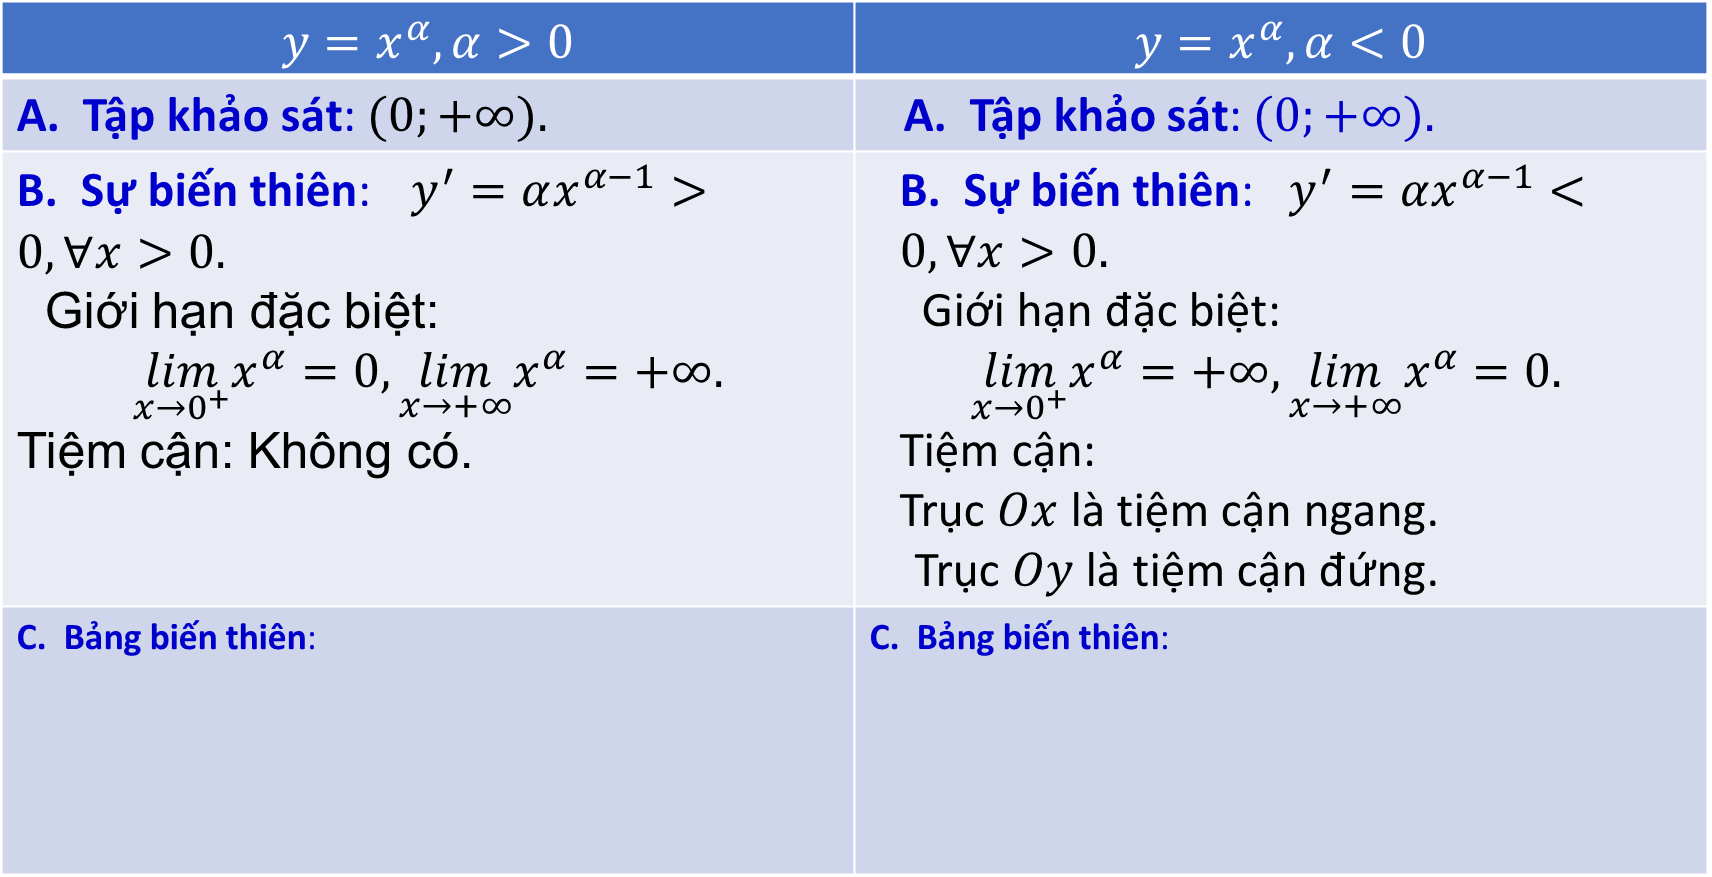 y = x^α, α > 0
y = x^α, α < 0
A. Tập khảo sát: (0; +∞).
A. Tập khảo sát: (0; +∞).
B. Sự biến thiên: y′ = αx^{α−1} >
0, ∀x > 0.
Giới hạn đặc biệt:
lim_{x→0⁺} x^α = 0, lim_{x→+∞} x^α = +∞.
Tiệm cận: Không có.
B. Sự biến thiên: y′ = αx^{α−1} <
0, ∀x > 0.
Giới hạn đặc biệt:
lim_{x→0⁺} x^α = +∞, lim_{x→+∞} x^α = 0.
Tiệm cận:
Trục Ox là tiệm cận ngang.
Trục Oy là tiệm cận đứng.
C. Bảng biến thiên:
C. Bảng biến thiên: